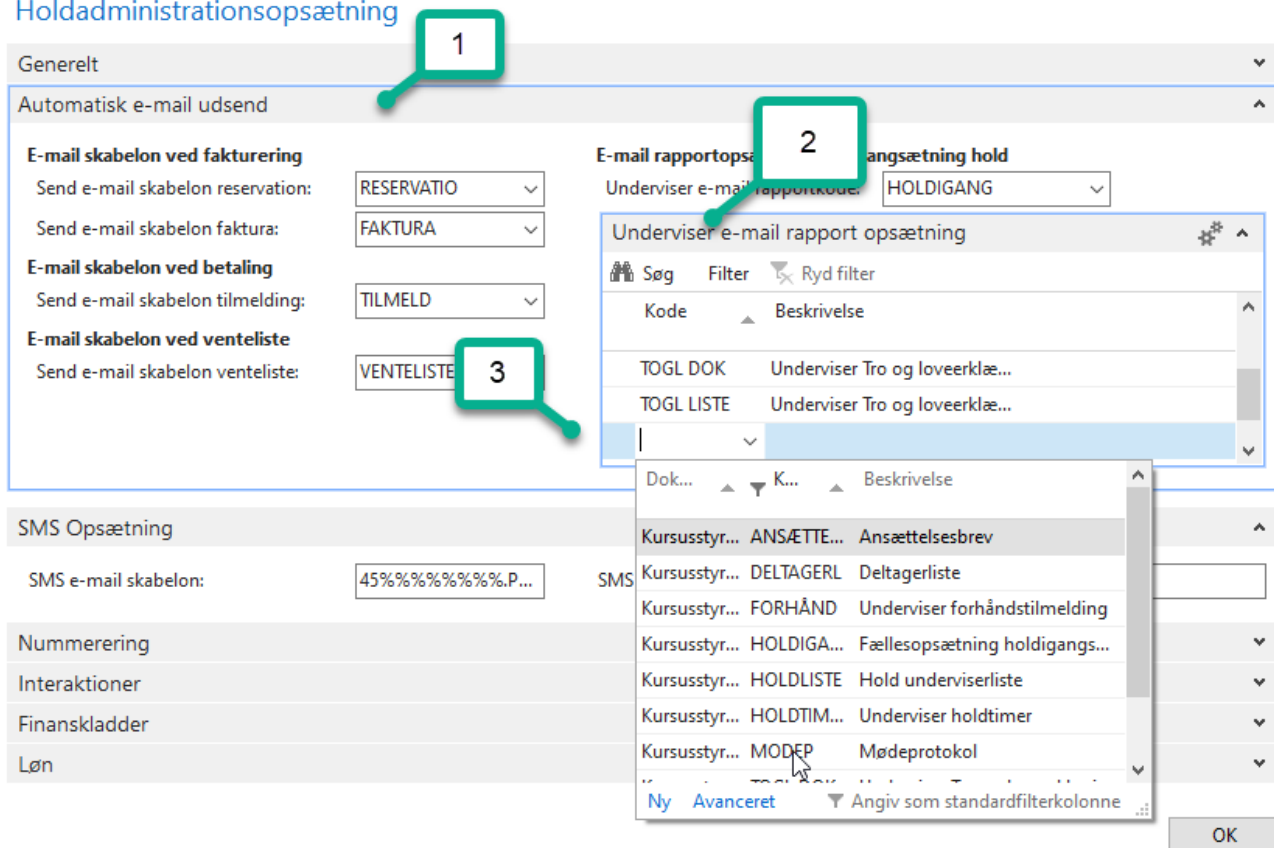 Holdadministrationsopsætning
1
Generelt
Automatisk e-mail udsend
2
E-mail skabelon ved fakturering
Send e-mail skabelon reservation: RESERVATIO
Send e-mail skabelon faktura: FAKTURA
E-mail skabelon ved betaling
Send e-mail skabelon tilmelding: TILMELD
E-mail skabelon ved venteliste
Send e-mail skabelon venteliste: VENTELISTE
3
E-mail angsætning hold
Underviser e-mail rapportkode: HOLDIGANG
Underviser e-mail rapport opsætning
Søg Filter Ryd filter
Kode Beskrivelse
TOGL DOK Underviser Tro og loveerklæ...
TOGL LISTE Underviser Tro og loveerklæ...
Dok... K... Beskrivelse
Kursusstyr... ANSÆTTE... Ansættelsesbrev
Kursusstyr... DELTAGERL Deltagerliste
Kursusstyr... FORHÅND Underviser forhåndstilmelding
Kursusstyr... HOLDIGA... Fællesopsætning holdigangs...
Kursusstyr... HOLDLISTE Hold underviserliste
Kursusstyr... HOLDTIM... Underviser holdtimer
Kursusstyr... MODEP Mødeprotokol
Ny Avanceret Angiv som standardfilterkolonne
SMS Opsætning
SMS e-mail skabelon: 45%%%%%%%%.P... SMS
Nummerering
Interaktioner
Finanskladder
Løn
OK